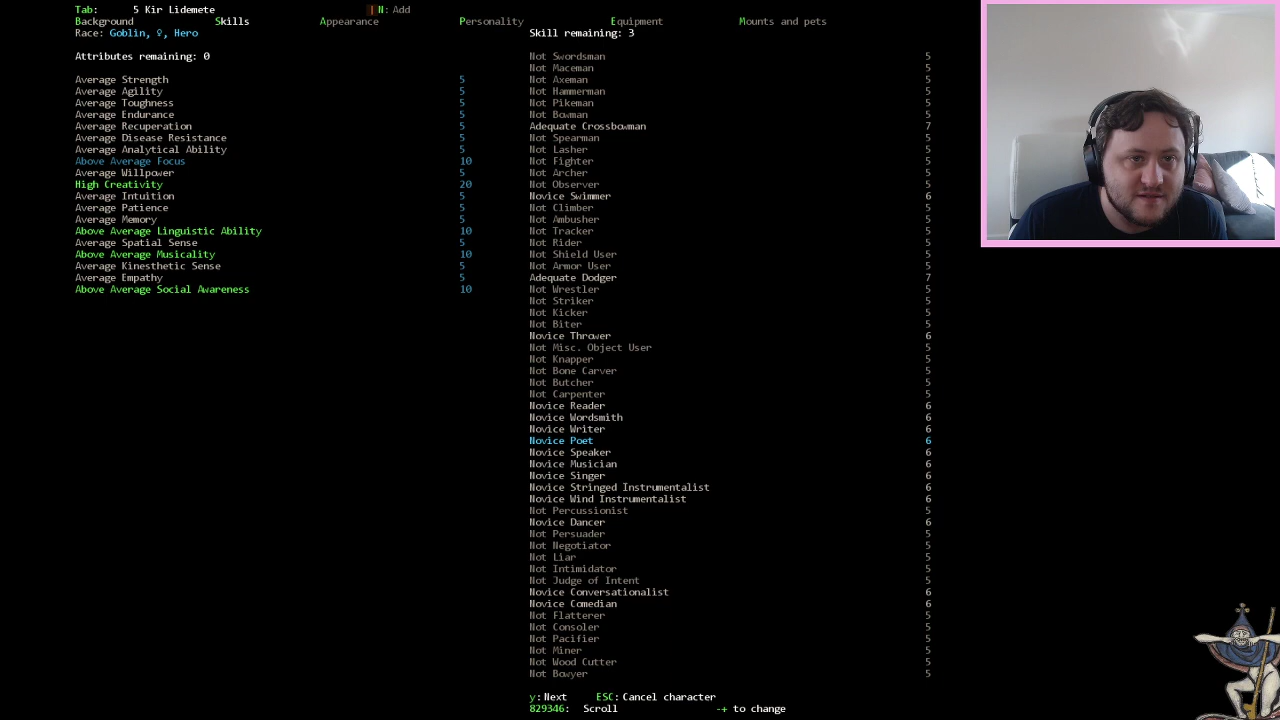 Tab: 5 Kir Lidemete N: Add
Background Skills Appearance Personality Equipment Mounts and pets
Race: Goblin, ♀, Hero
Attributes remaining: 0
Average Strength 5
Average Agility 5
Average Toughness 5
Average Endurance 5
Average Recuperation 5
Average Disease Resistance 5
Average Analytical Ability 5
Above Average Focus 10
Average Willpower 5
High Creativity 20
Average Intuition 5
Average Patience 5
Average Memory 5
Above Average Linguistic Ability 10
Average Spatial Sense 5
Above Average Musicality 10
Average Kinesthetic Sense 5
Average Empathy 5
Above Average Social Awareness 10
Skill remaining: 3
Not Swordsman 5
Not Maceman 5
Not Axeman 5
Not Hammerman 5
Not Pikeman 5
Not Bowman 5
Adequate Crossbowman 7
Not Spearman 5
Not Lasher 5
Not Fighter 5
Not Archer 5
Not Observer 5
Novice Swimmer 6
Not Climber 5
Not Ambusher 5
Not Tracker 5
Not Rider 5
Not Shield User 5
Not Armor User 5
Adequate Dodger 7
Not Wrestler 5
Not Striker 5
Not Kicker 5
Not Biter 5
Novice Thrower 6
Not Misc. Object User 5
Not Knapper 5
Not Bone Carver 5
Not Butcher 5
Not Carpenter 5
Novice Reader 6
Novice Wordsmith 6
Novice Writer 6
Novice Poet 6
Novice Speaker 6
Novice Musician 6
Novice Singer 6
Novice Stringed Instrumentalist 6
Novice Wind Instrumentalist 6
Not Percussionist 5
Novice Dancer 6
Not Persuader 5
Not Negotiator 5
Not Liar 5
Not Intimidator 5
Not Judge of Intent 5
Novice Conversationalist 6
Novice Comedian 6
Not Flatterer 5
Not Consoler 5
Not Pacifier 5
Not Miner 5
Not Wood Cutter 5
Not Bowyer 5
y: Next ESC: Cancel character
829346: Scroll -+ to change